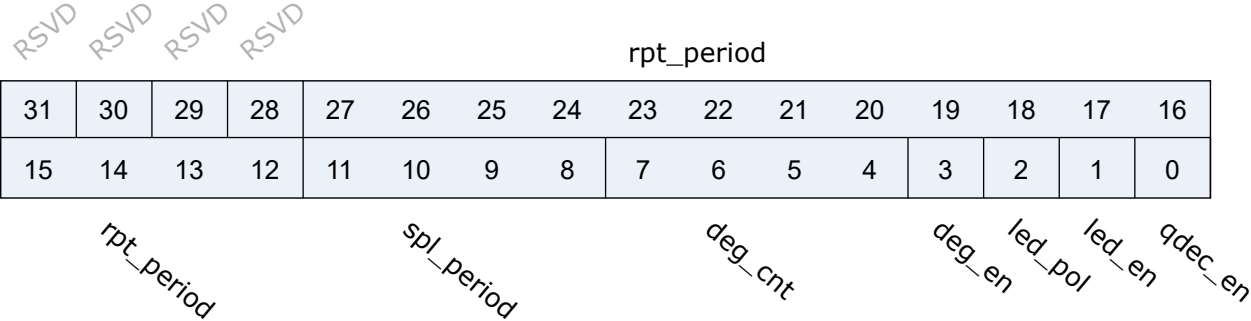 RSVD RSVD RSVD RSVD
rpt_period
31 30 29 28 27 26 25 24 23 22 21 20 19 18 17 16
15 14 13 12 11 10 9 8 7 6 5 4 3 2 1 0
rpt_period spl_period deg_cnt deg_en led_pol led_en qdec_en